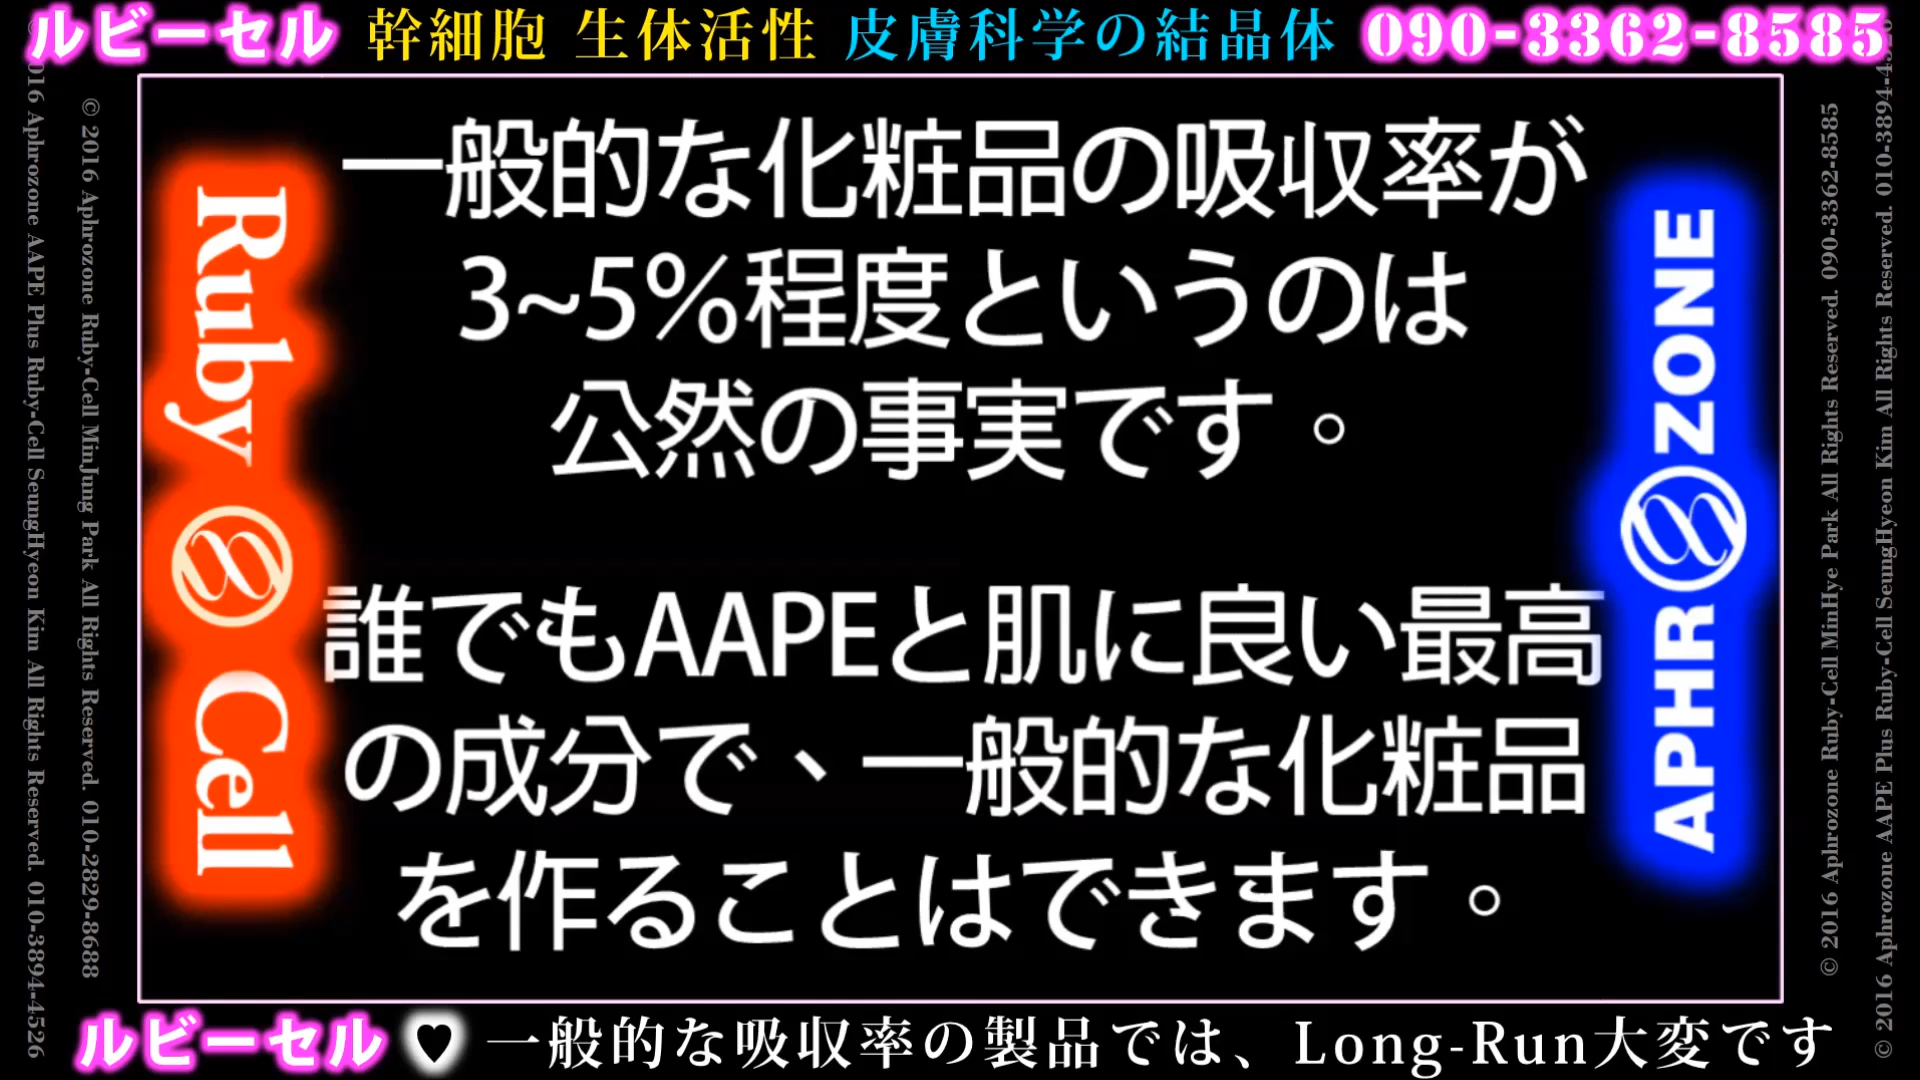 ルビーセル 幹細胞 生体活性 皮膚科学の結晶体 090-3362-8585
一般的な化粧品の吸収率が
3~5%程度というのは
公然の事実です。
誰でもAAPEと肌に良い最高
の成分で、一般的な化粧品
を作ることはできます。
Ruby Cell
APHROZONE
ルビーセル ♥ 一般的な吸収率の製品では、Long-Run大変です
016 Aphrozone AAPE Plus Ruby-Cell SeungHyeon Kim All Rights Reserved. 010-3894-4526
© 2016 Aphrozone Ruby-Cell MinJung Park All Rights Reserved. 010-2829-8688
© 2016 Aphrozone Ruby-Cell MinHye Park All Rights Reserved. 090-3362-8585
© 2016 Aphrozone AAPE Plus Ruby-Cell SeungHyeon Kim All Rights Reserved. 010-3894-4526